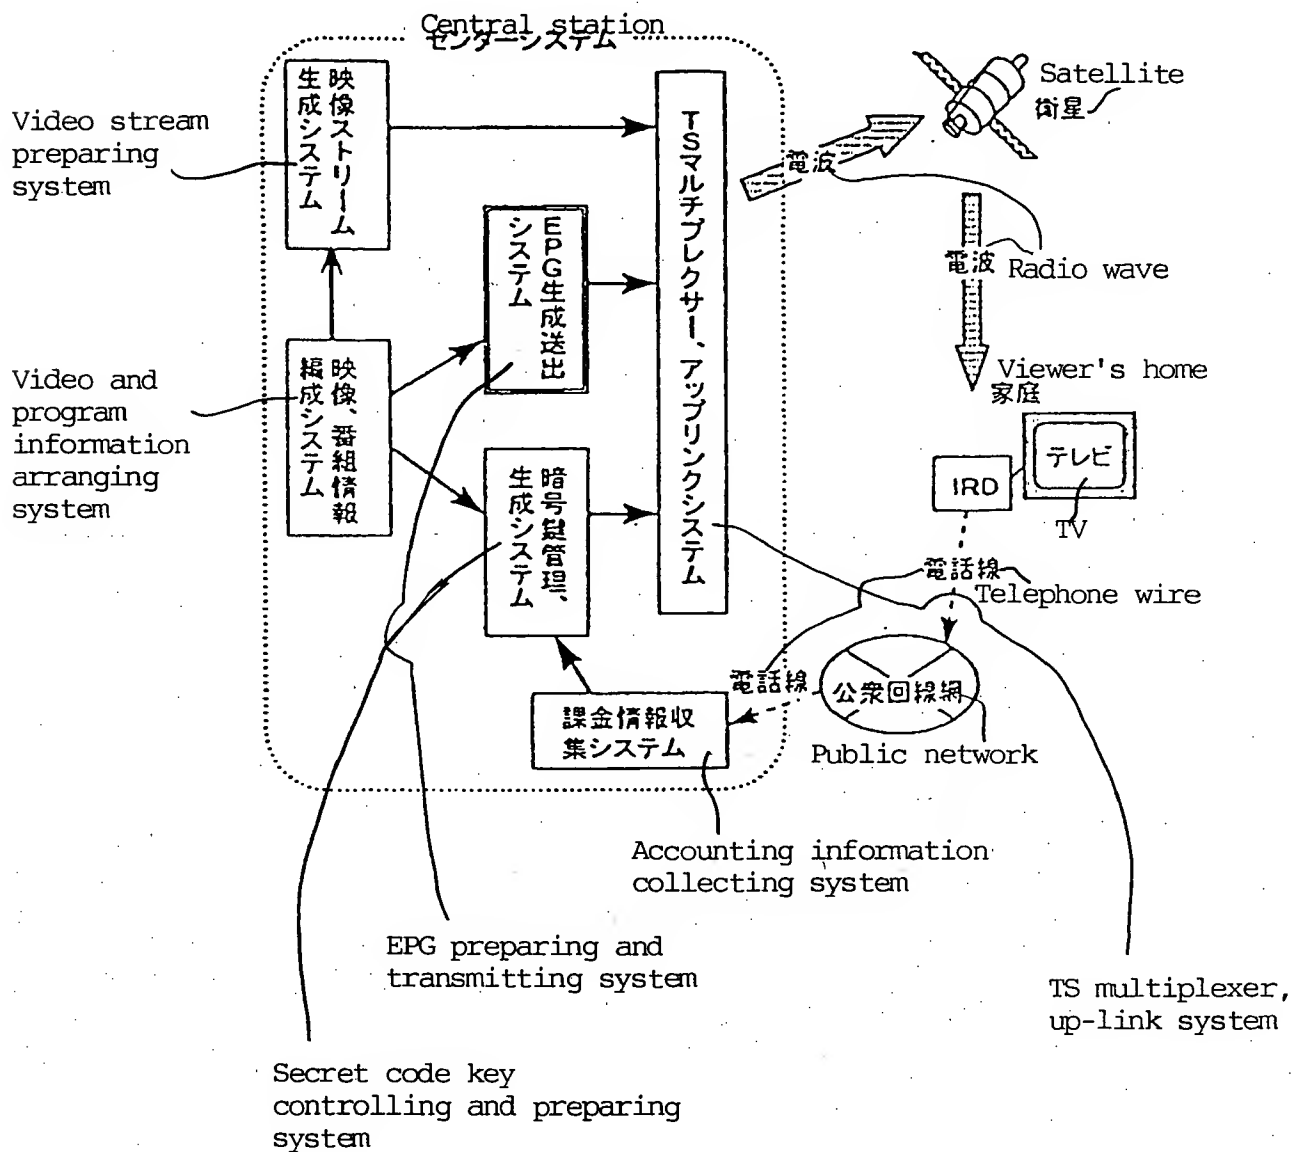 Central station
センターシステム
Video stream
preparing
system
映像ストリーム
生成システム
TSマルチプレクサー、アップリンクシステム
電波
Satellite
衛星
EPG生成送出
システム
電波
Radio wave
Video and
program
information
arranging
system
映像、番組情報
編成システム
Viewer's home
家庭
テレビ
IRD
TV
暗号鍵管理、
生成システム
電話線
Telephone wire
電話線
公衆回線網
Public network
課金情報収
集システム
Accounting information
collecting system
EPG preparing and
transmitting system
TS multiplexer,
up-link system
Secret code key
controlling and preparing
system